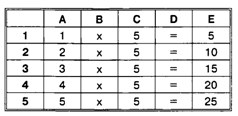 A B C D E
1 1 x 5 = 5
2 2 x 5 = 10
3 3 x 5 = 15
4 4 x 5 = 20
5 5 x 5 = 25